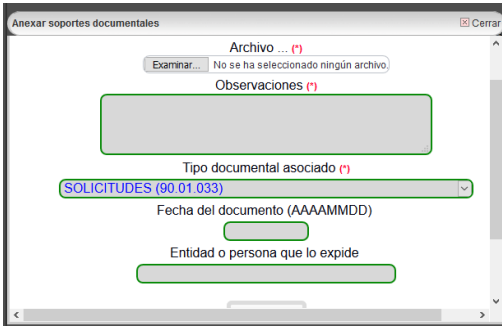 Anexar soportes documentales Cerrar
Archivo ... (*)
Examinar... No se ha seleccionado ningún archivo.
Observaciones (*)
Tipo documental asociado (*)
SOLICITUDES (90.01.033)
Fecha del documento (AAAAMMDD)
Entidad o persona que lo expide